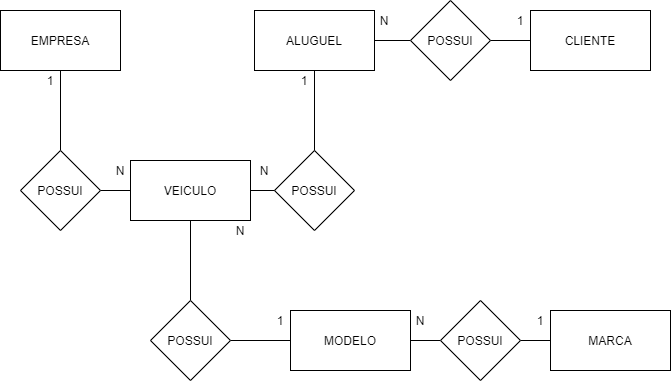 EMPRESA
ALUGUEL
N
POSSUI
1
CLIENTE
1
1
POSSUI
N
VEICULO
N
POSSUI
N
POSSUI
1
MODELO
N
POSSUI
1
MARCA